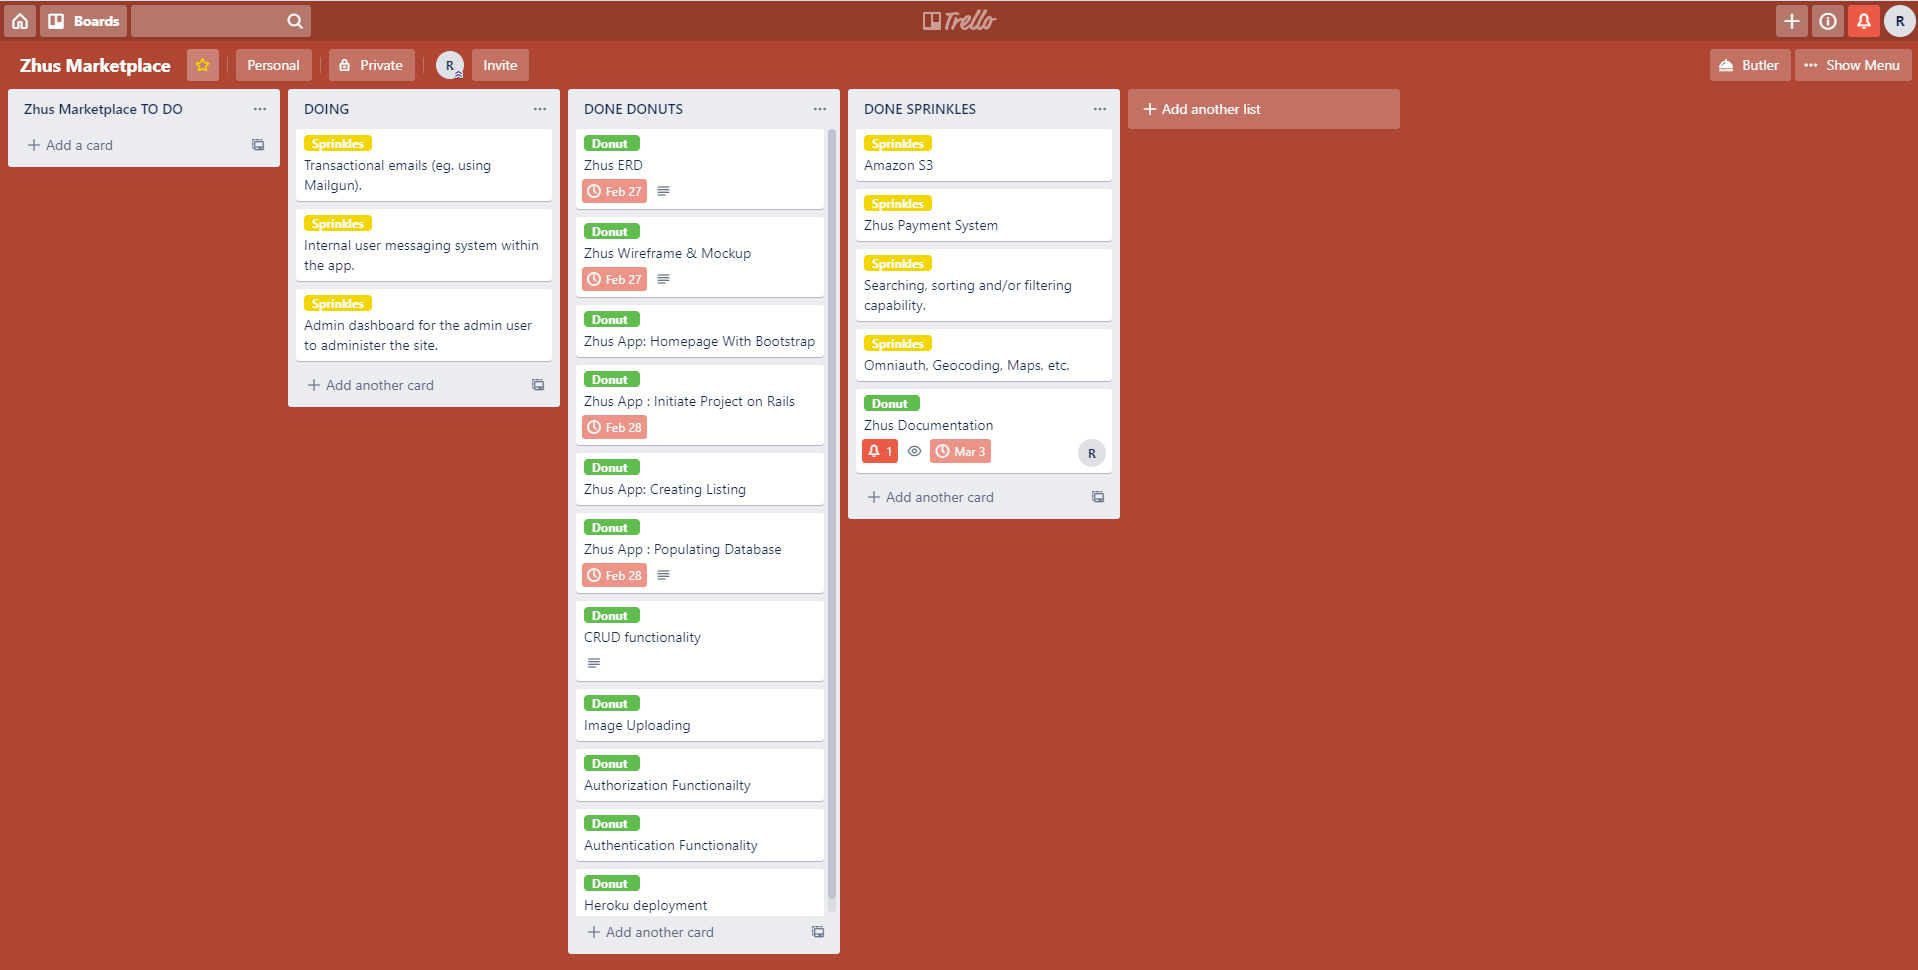 Boards
Trello
R
Zhus Marketplace
Personal
Private
R
Invite
Butler
Show Menu
Zhus Marketplace TO DO
Add a card
DOING
Sprinkles
Transactional emails (eg. using
Mailgun).
Sprinkles
Internal user messaging system within
the app.
Sprinkles
Admin dashboard for the admin user
to administer the site.
Add another card
DONE DONUTS
Donut
Zhus ERD
Feb 27
Donut
Zhus Wireframe & Mockup
Feb 27
Donut
Zhus App: Homepage With Bootstrap
Donut
Zhus App : Initiate Project on Rails
Feb 28
Donut
Zhus App: Creating Listing
Donut
Zhus App : Populating Database
Feb 28
Donut
CRUD functionality
Donut
Image Uploading
Donut
Authorization Functionailty
Donut
Authentication Functionality
Donut
Heroku deployment
Add another card
DONE SPRINKLES
Sprinkles
Amazon S3
Sprinkles
Zhus Payment System
Sprinkles
Searching, sorting and/or filtering
capability.
Sprinkles
Omniauth, Geocoding, Maps, etc.
Donut
Zhus Documentation
1
Mar 3
R
Add another card
Add another list